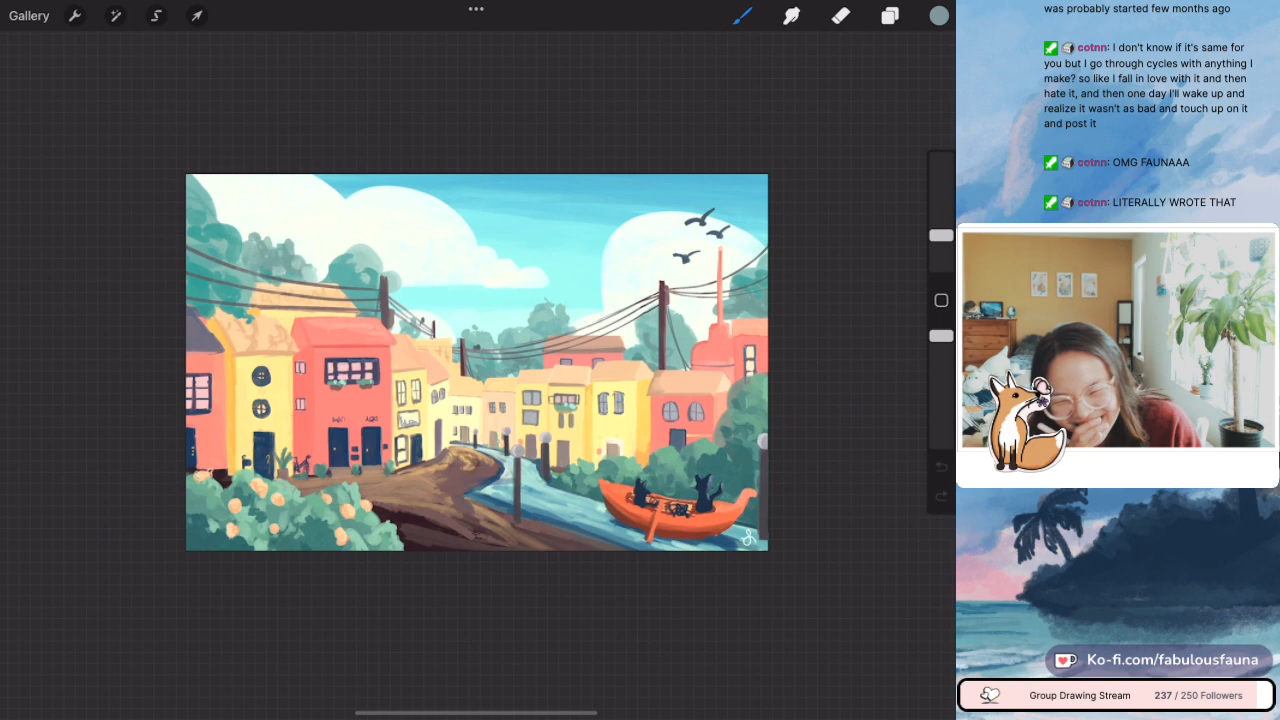 Gallery
was probably started few months ago
cotnn: I don't know if it's same for
you but I go through cycles with anything I
make? so like I fall in love with it and then
hate it, and then one day I'll wake up and
realize it wasn't as bad and touch up on it
and post it
cotnn: OMG FAUNAAA
cotnn: LITERALLY WROTE THAT
Ko-fi.com/fabulousfauna
Group Drawing Stream 237 / 250 Followers